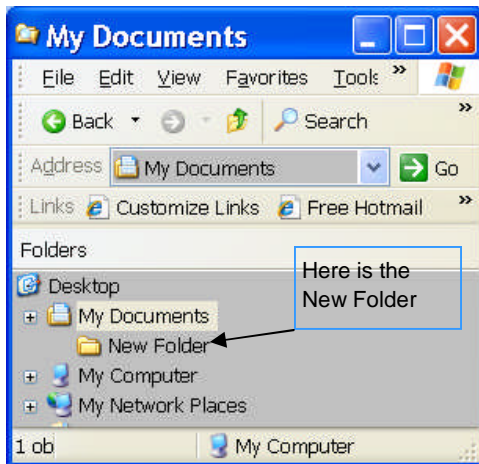 My Documents
File Edit View Favorites Tools »
Back Search »
Address My Documents Go
Links Customize Links Free Hotmail »
Folders
Here is the
New Folder
Desktop
My Documents
New Folder
My Computer
My Network Places
1 ob My Computer